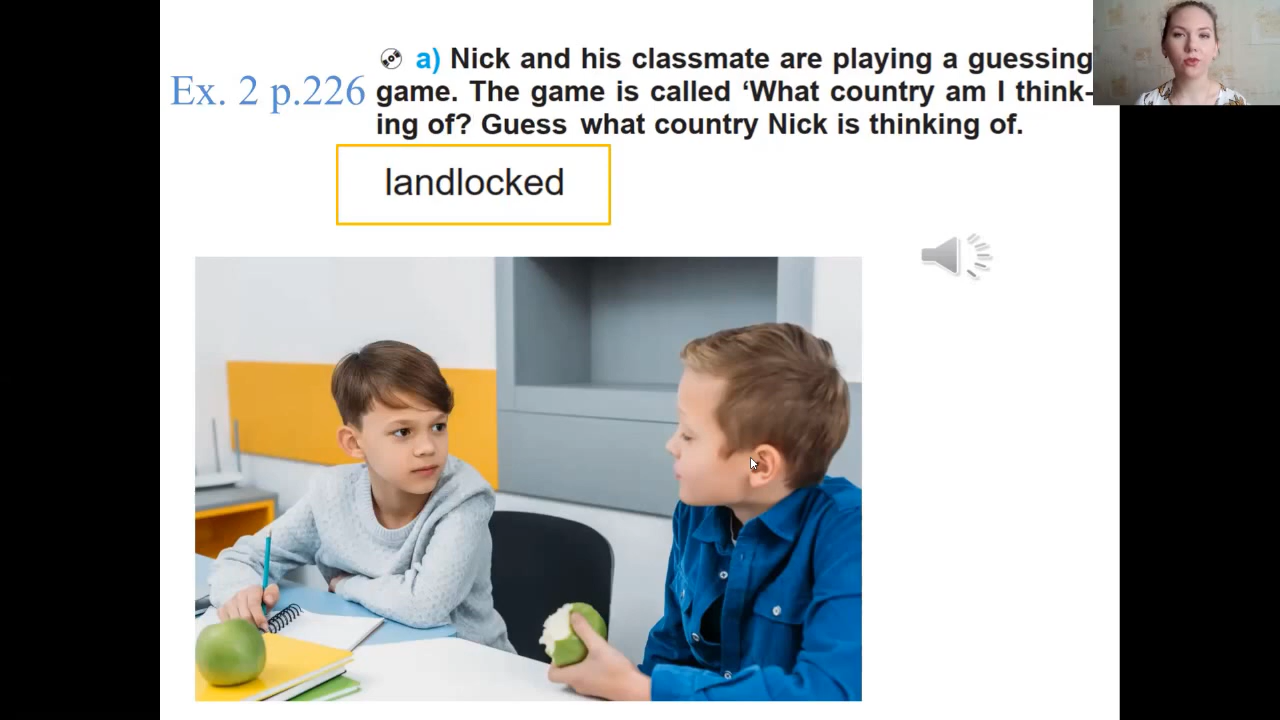 Ex. 2 p.226
a) Nick and his classmate are playing a guessing
game. The game is called ‘What country am I think-
ing of? Guess what country Nick is thinking of.
landlocked